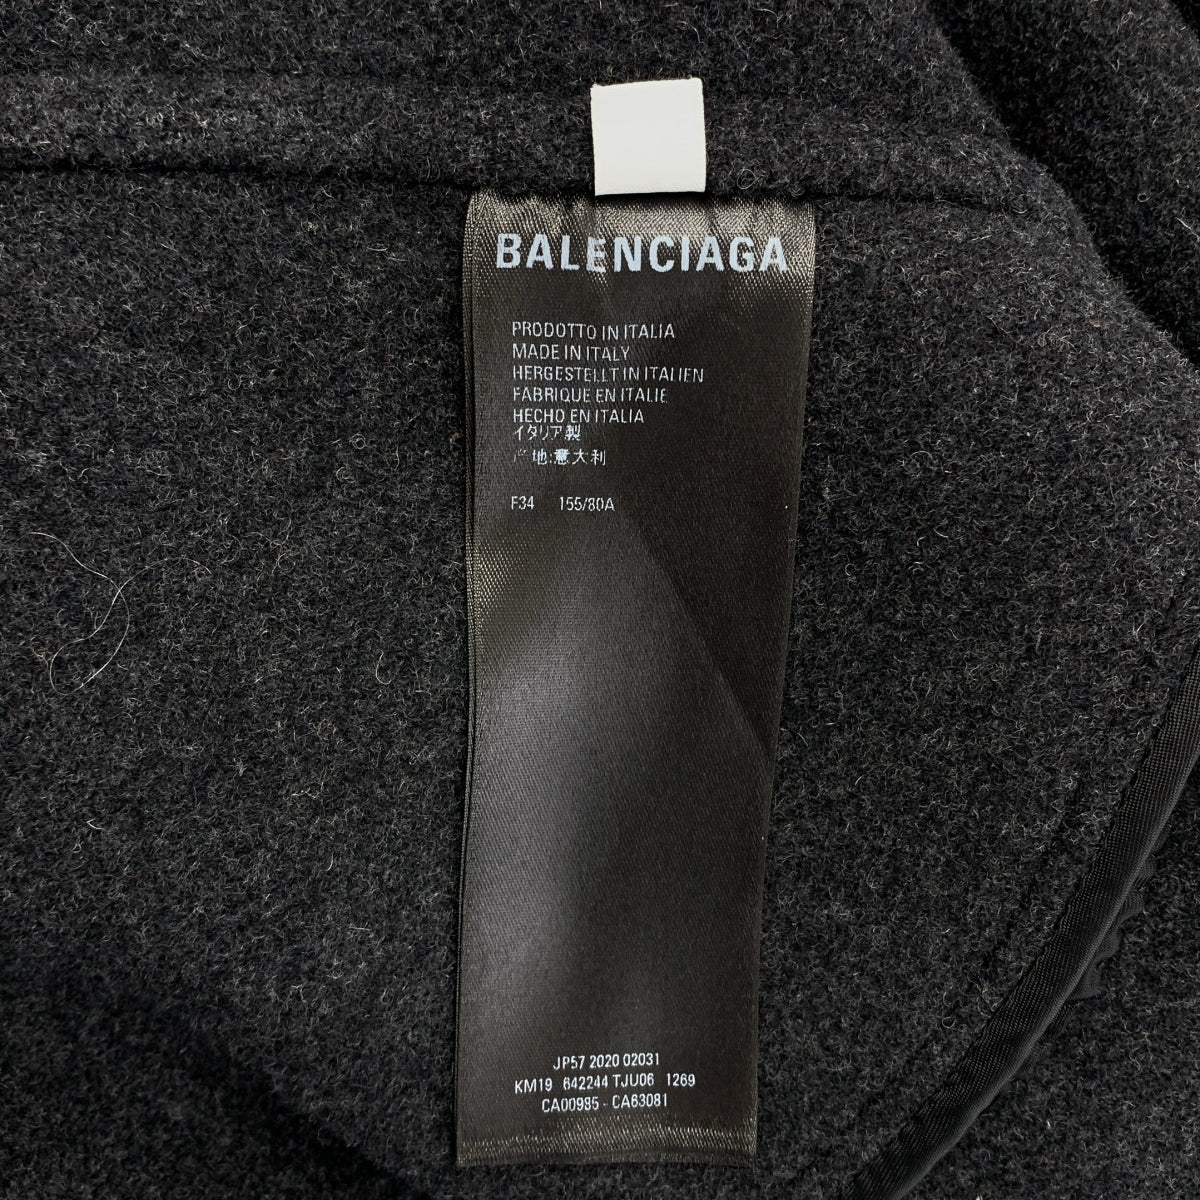 BALENCIAGA
PRODOTTO IN ITALIA
MADE IN ITALY
HERGESTELLT IN ITALIEN
FABRIQUE EN ITALIE
HECHO EN ITALIA
イタリア製
产地:意大利
F34 155/80A
JP57 2020 02031
KM19 642244 TJU06 1269
CA00985 - CA63081